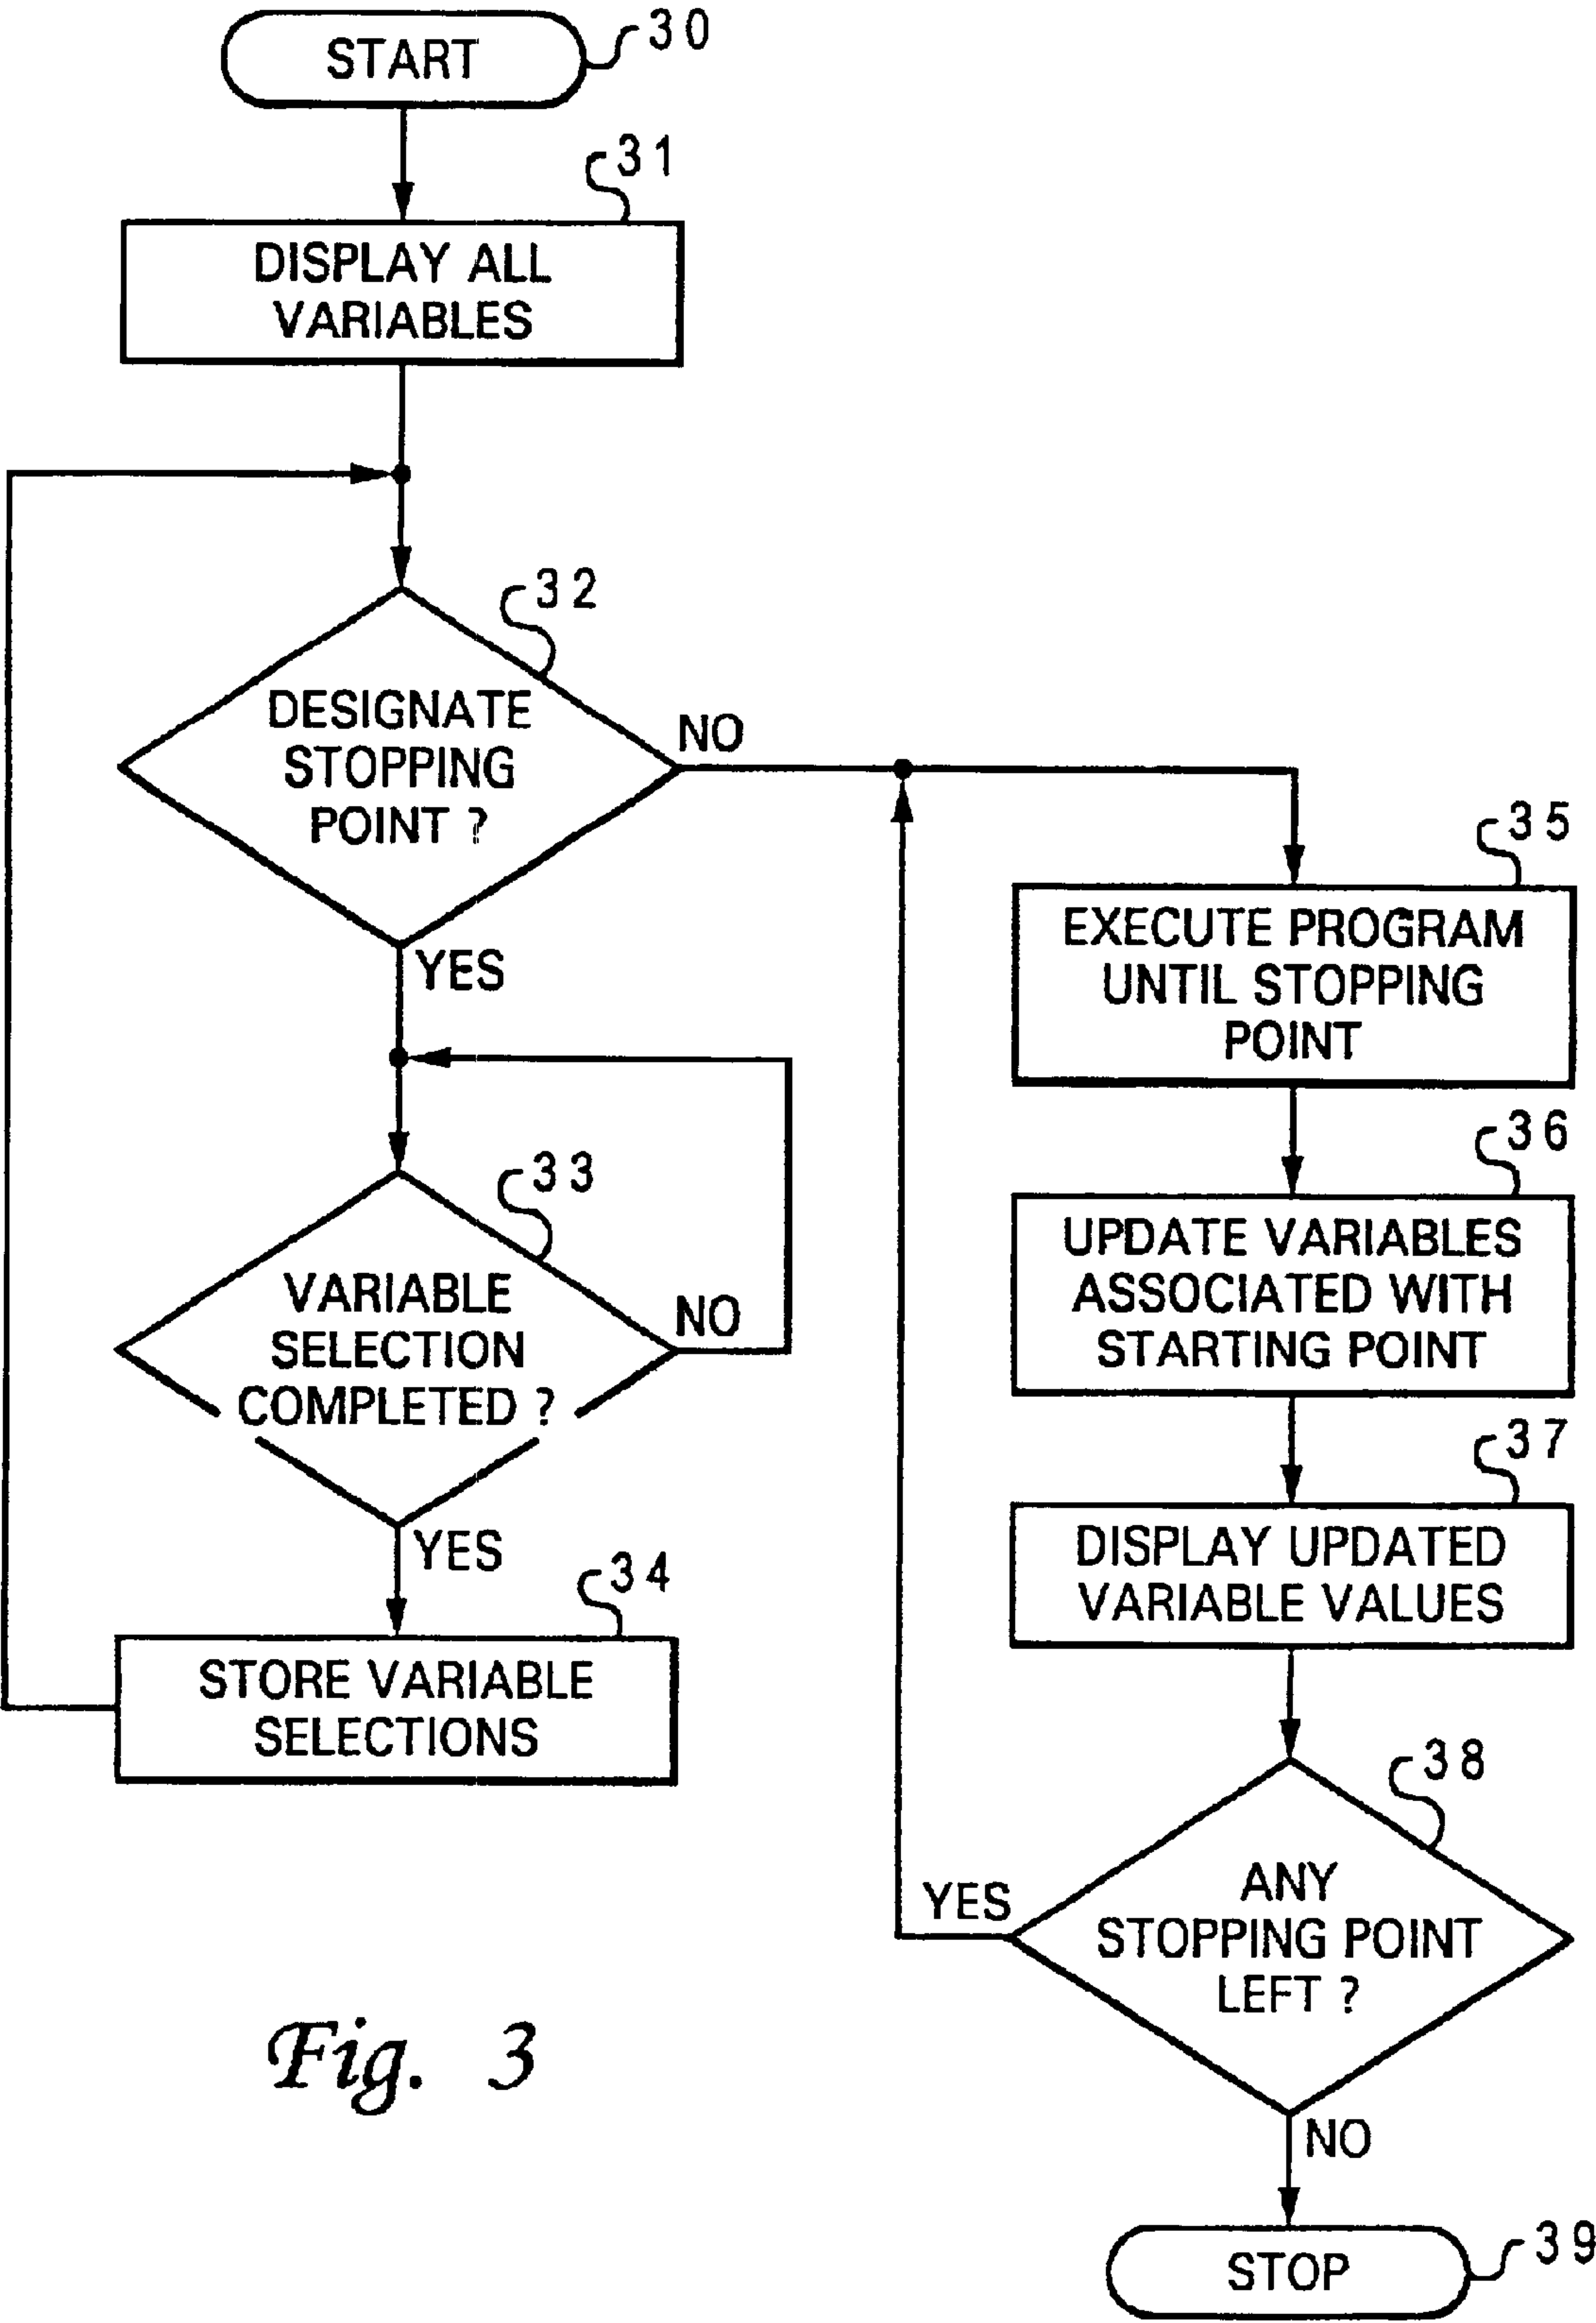 START
30
31
DISPLAY ALL
VARIABLES
32
DESIGNATE
STOPPING
POINT ?
NO
YES
33
VARIABLE
SELECTION
COMPLETED ?
NO
YES
34
STORE VARIABLE
SELECTIONS
35
EXECUTE PROGRAM
UNTIL STOPPING
POINT
36
UPDATE VARIABLES
ASSOCIATED WITH
STARTING POINT
37
DISPLAY UPDATED
VARIABLE VALUES
38
ANY
STOPPING POINT
LEFT ?
YES
NO
STOP
39
Fig. 3